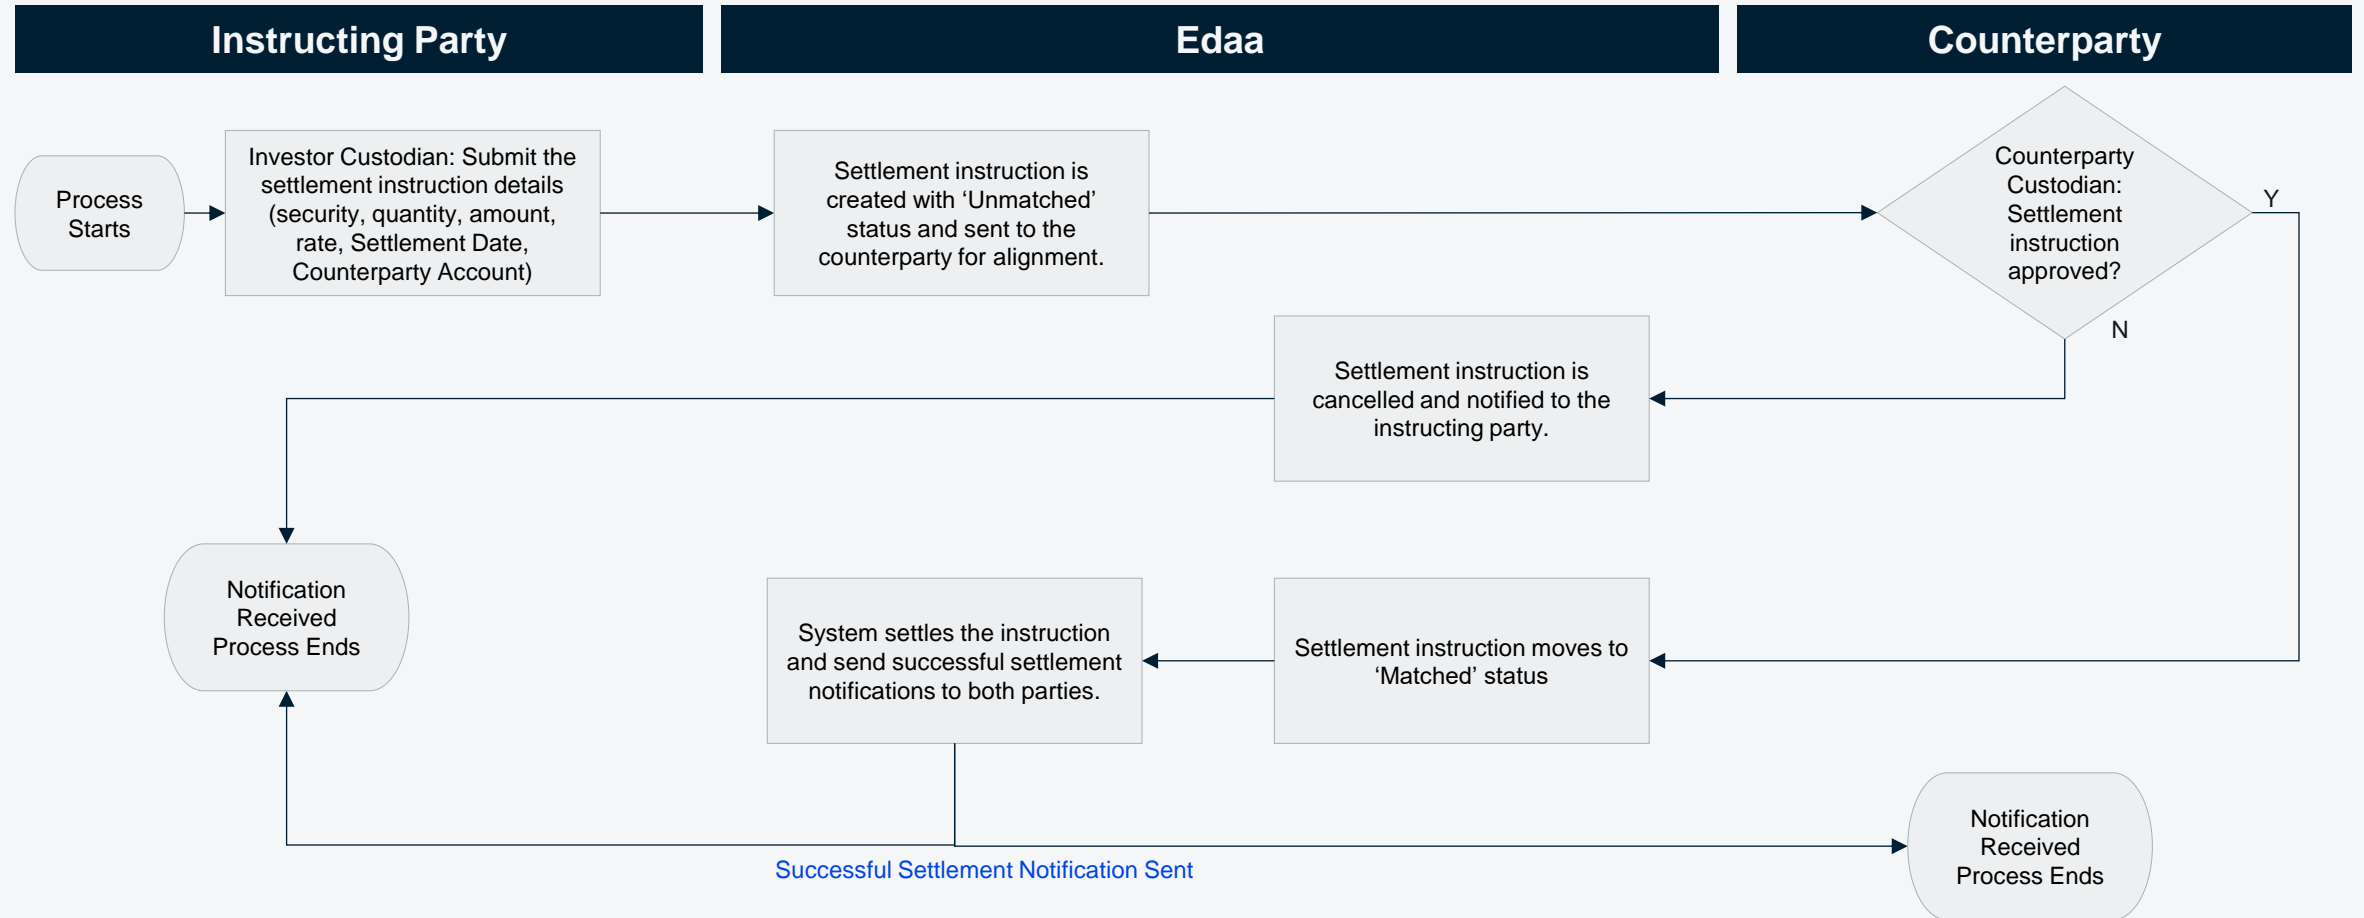 Instructing Party
Edaa
Counterparty
Process
Starts
Investor Custodian: Submit the
settlement instruction details
(security, quantity, amount,
rate, Settlement Date,
Counterparty Account)
Settlement instruction is
created with ‘Unmatched’
status and sent to the
counterparty for alignment.
Counterparty
Custodian:
Settlement
instruction
approved?
Y
N
Settlement instruction is
cancelled and notified to the
instructing party.
Notification
Received
Process Ends
System settles the instruction
and send successful settlement
notifications to both parties.
Settlement instruction moves to
‘Matched’ status
Successful Settlement Notification Sent
Notification
Received
Process Ends